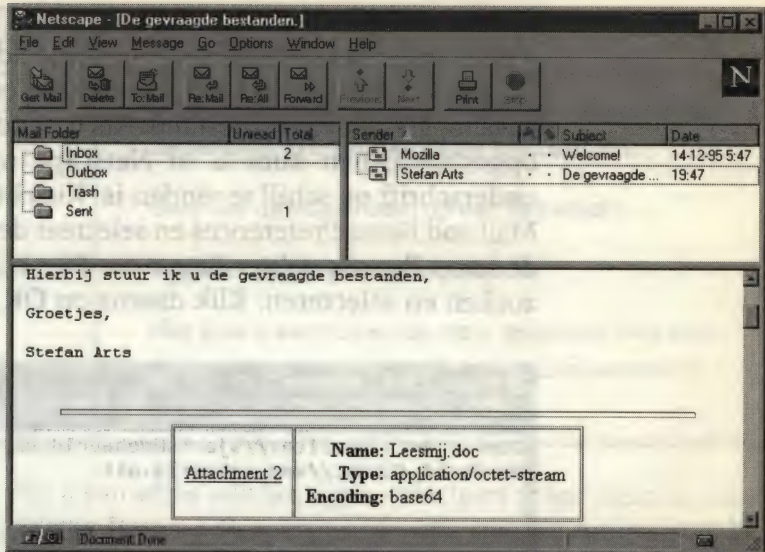 Netscape - [De gevraagde bestanden.]
File Edit View Message Go Options Window Help
Get Mail Delete To: Mail Re: Mail Re: All Forward Previous Next Print Stop
N
Mail Folder Unread Total
Inbox 2
Outbox
Trash
Sent 1
Sender Subject Date
Mozilla Welcome! 14-12-95 5:47
Stefan Arts De gevraagde ... 19:47
Hierbij stuur ik u de gevraagde bestanden,
Groetjes,
Stefan Arts
Attachment 2
Name: Leesmij.doc
Type: application/octet-stream
Encoding: base64
Document: Done